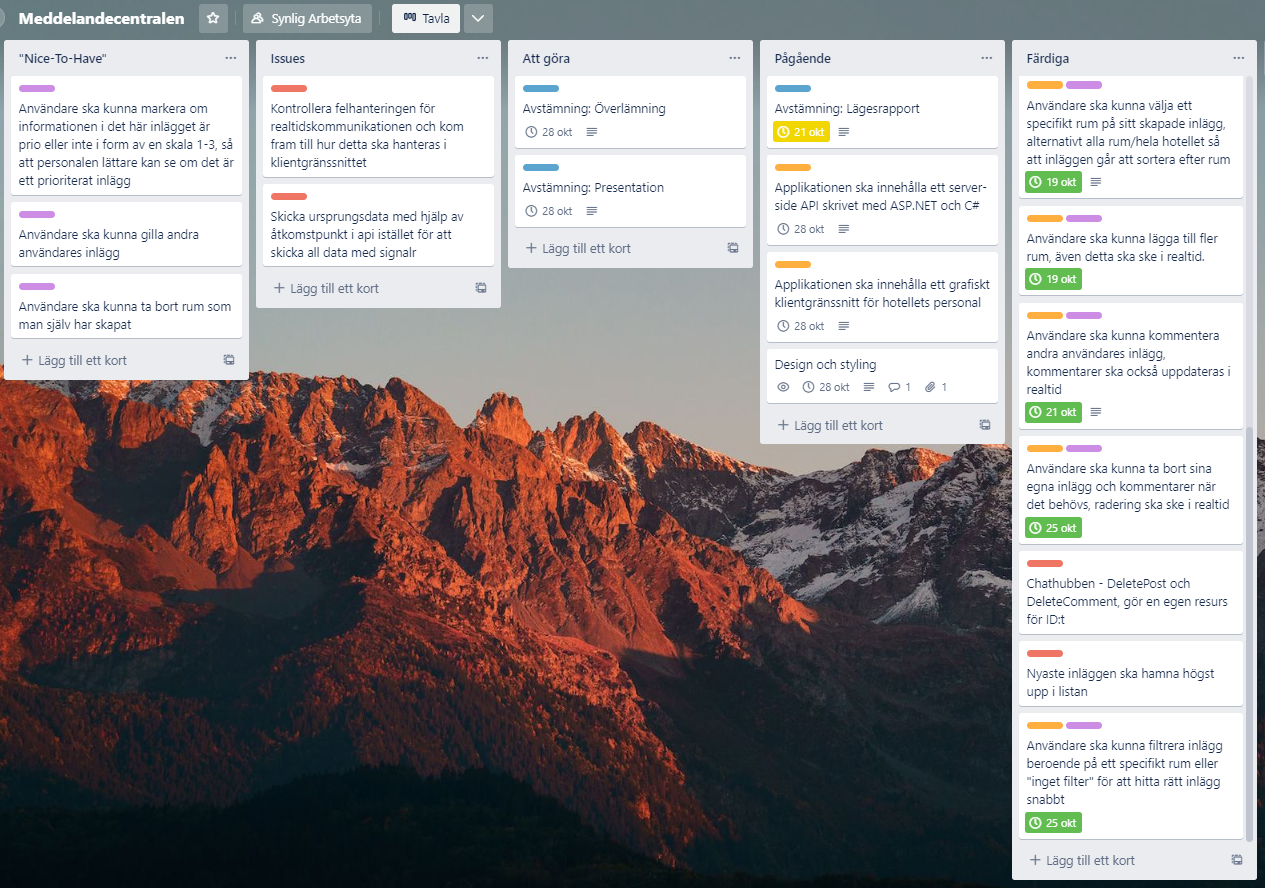 Meddelandecentralen
Synlig Arbetsyta
Tavla
"Nice-To-Have"
Användare ska kunna markera om
informationen i det här inlägget är
prio eller inte i form av en skala 1-3, så
att personalen lättare kan se om det är
ett prioriterat inlägg
Användare ska kunna gilla andra
användares inlägg
Användare ska kunna ta bort rum som
man själv har skapat
+ Lägg till ett kort
Issues
Kontrollera felhanteringen för
realtidskommunikationen och kom
fram till hur detta ska hanteras i
klientgränssnittet
Skicka ursprungsdata med hjälp av
åtkomstpunkt i api istället för att
skicka all data med signalr
+ Lägg till ett kort
Att göra
Avstämning: Överlämning
28 okt
Avstämning: Presentation
28 okt
+ Lägg till ett kort
Pågående
Avstämning: Lägesrapport
21 okt
Applikationen ska innehålla ett server-
side API skrivet med ASP.NET och C#
28 okt
Applikationen ska innehålla ett grafiskt
klientgränssnitt för hotellets personal
28 okt
Design och styling
28 okt 1 1
+ Lägg till ett kort
Färdiga
Användare ska kunna välja ett
specifikt rum på sitt skapade inlägg,
alternativt alla rum/hela hotellet så
att inläggen går att sortera efter rum
19 okt
Användare ska kunna lägga till fler
rum, även detta ska ske i realtid.
19 okt
Användare ska kunna kommentera
andra användares inlägg,
kommentarer ska också uppdateras i
realtid
21 okt
Användare ska kunna ta bort sina
egna inlägg och kommentarer när
det behövs, radering ska ske i realtid
25 okt
Chathubben - DeletePost och
DeleteComment, gör en egen resurs
för ID:t
Nyaste inläggen ska hamna högst
upp i listan
Användare ska kunna filtrera inlägg
beroende på ett specifikt rum eller
"inget filter" för att hitta rätt inlägg
snabbt
25 okt
+ Lägg till ett kort